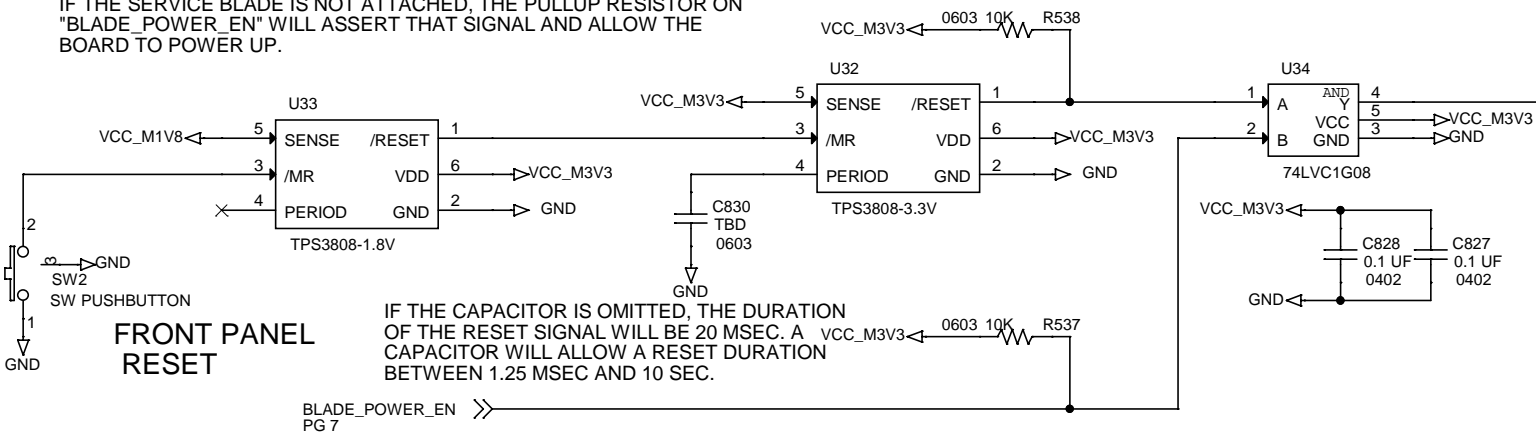 IF THE SERVICE BLADE IS NOT ATTACHED, THE PULLUP RESISTOR ON
"BLADE_POWER_EN" WILL ASSERT THAT SIGNAL AND ALLOW THE
BOARD TO POWER UP.
VCC_M3V3
0603 10K R538
U33
VCC_M1V8
5 SENSE /RESET 1
3 /MR VDD 6 VCC_M3V3
4 PERIOD GND 2 GND
TPS3808-1.8V
U32
VCC_M3V3
5 SENSE /RESET 1
3 /MR VDD 6 VCC_M3V3
4 PERIOD GND 2 GND
TPS3808-3.3V
C830
TBD
0603
GND
U34
1 A AND Y 4
VCC 5 VCC_M3V3
2 B GND 3 GND
74LVC1G08
VCC_M3V3
C828
0.1 UF
0402
C827
0.1 UF
0402
GND
2
3 GND
SW2
SW PUSHBUTTON
1
GND
FRONT PANEL
RESET
IF THE CAPACITOR IS OMITTED, THE DURATION
OF THE RESET SIGNAL WILL BE 20 MSEC. A
CAPACITOR WILL ALLOW A RESET DURATION
BETWEEN 1.25 MSEC AND 10 SEC.
VCC_M3V3
0603 10K R537
BLADE_POWER_EN
PG 7